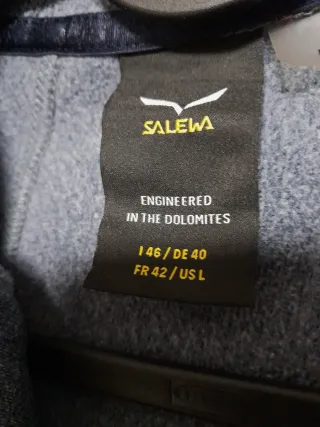 SALEWA
ENGINEERED
IN THE DOLOMITES
I 46 / DE 40
FR 42 / US L